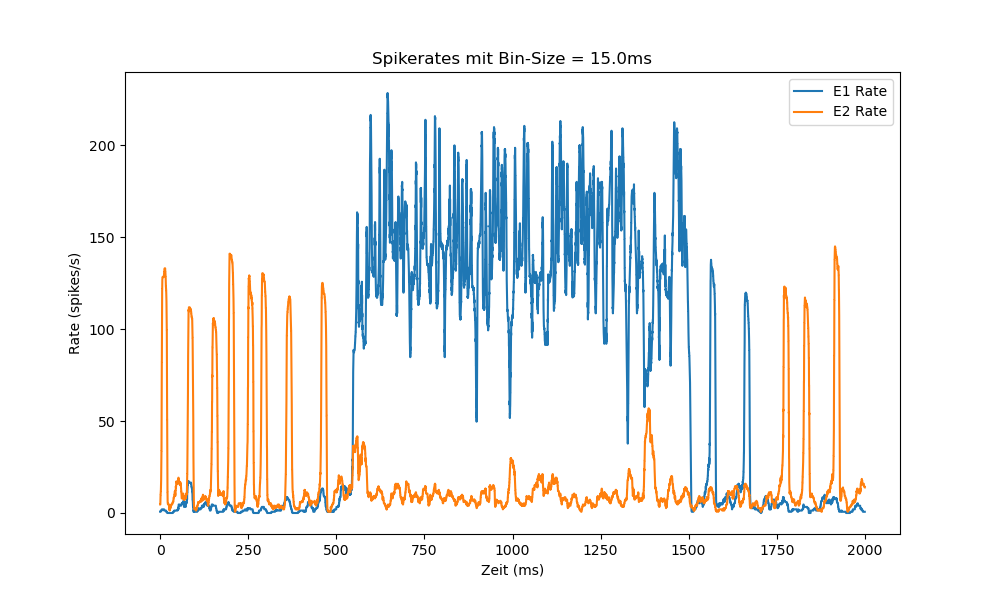 Spikerates mit Bin-Size = 15.0ms
E1 Rate
E2 Rate
Rate (spikes/s)
200
150
100
50
0
0 250 500 750 1000 1250 1500 1750 2000
Zeit (ms)